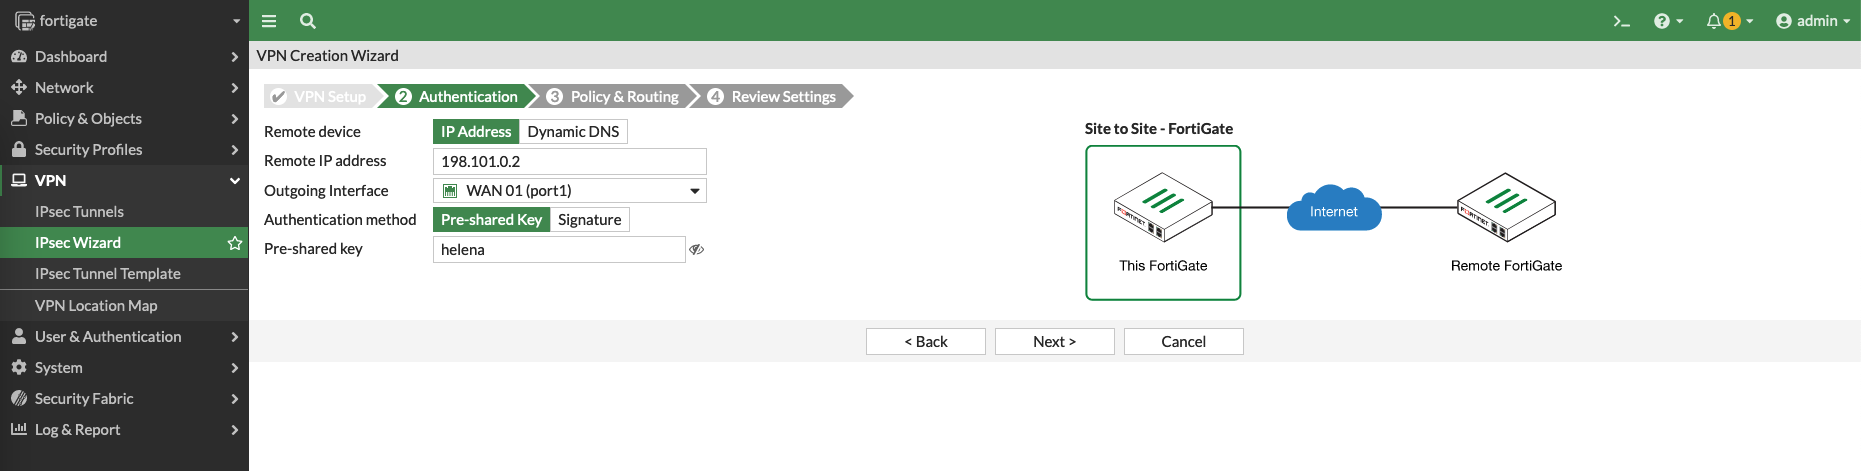 fortigate
1
admin
Dashboard
Network
Policy & Objects
Security Profiles
VPN
IPsec Tunnels
IPsec Wizard
IPsec Tunnel Template
VPN Location Map
User & Authentication
System
Security Fabric
Log & Report
VPN Creation Wizard
VPN Setup 2 Authentication 3 Policy & Routing 4 Review Settings
Remote device IP Address Dynamic DNS
Remote IP address 198.101.0.2
Outgoing Interface WAN 01 (port1)
Authentication method Pre-shared Key Signature
Pre-shared key helena
Site to Site - FortiGate
FORTINET
Internet
FORTINET
This FortiGate
Remote FortiGate
< Back Next > Cancel